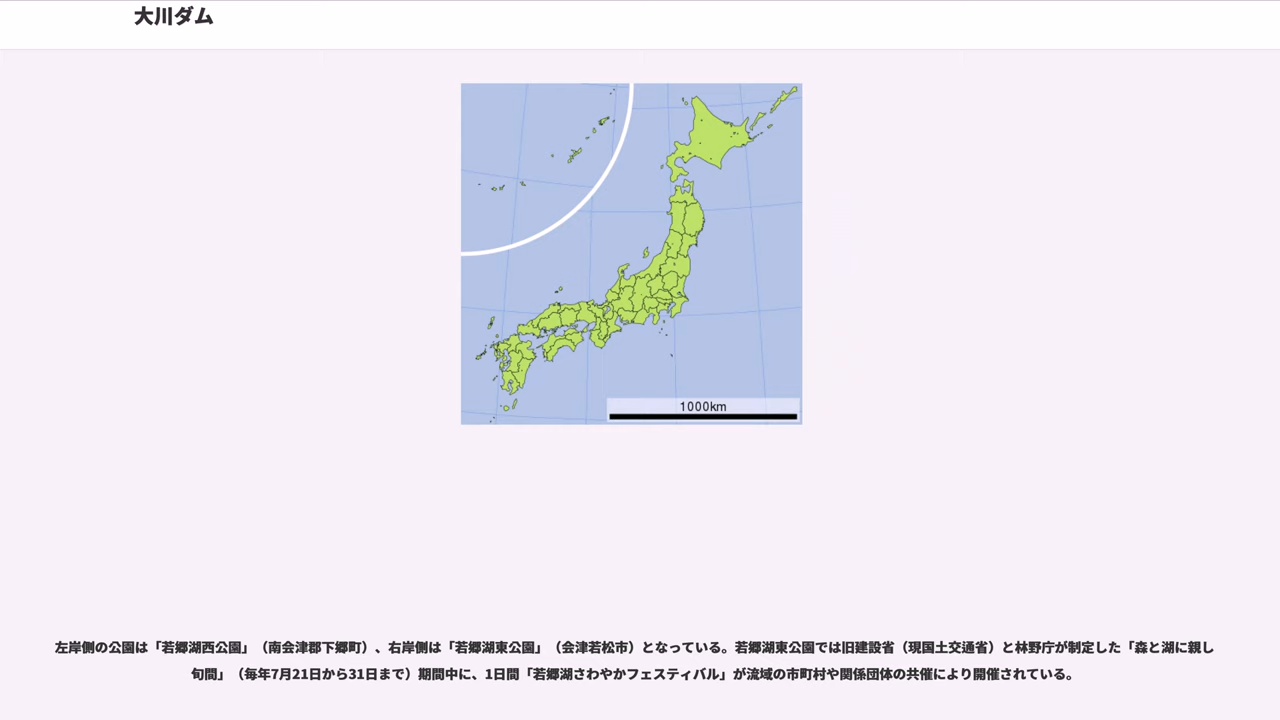 大川ダム
1000km
左岸側の公園は「若郷湖西公園」（南会津郡下郷町）、右岸側は「若郷湖東公園」（会津若松市）となっている。若郷湖東公園では旧建設省（現国土交通省）と林野庁が制定した「森と湖に親し
旬間」（毎年7月21日から31日まで）期間中に、1日間「若郷湖さわやかフェスティバル」が流域の市町村や関係団体の共催により開催されている。